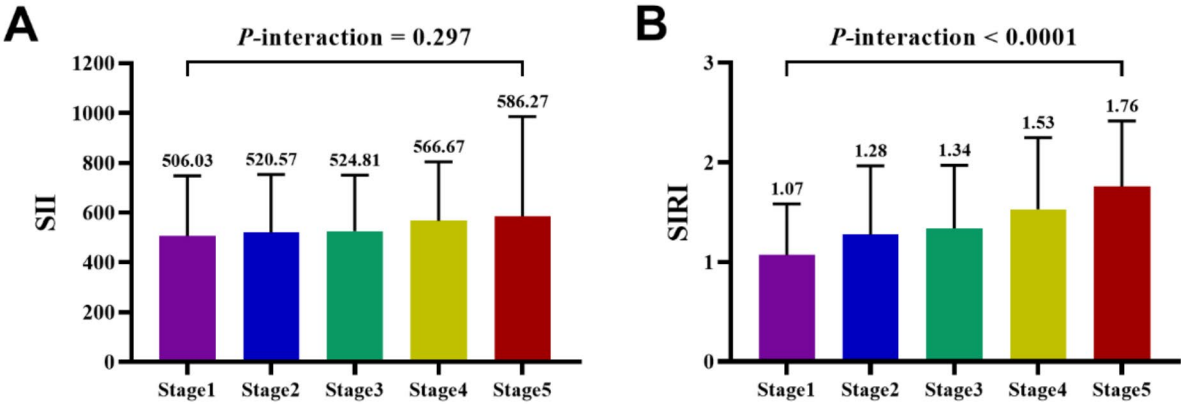 A
P-interaction = 0.297
SII
1200
1000
800
600
400
200
0
506.03
520.57
524.81
566.67
586.27
Stage1
Stage2
Stage3
Stage4
Stage5
B
P-interaction < 0.0001
SIRI
3
2
1
0
1.07
1.28
1.34
1.53
1.76
Stage1
Stage2
Stage3
Stage4
Stage5